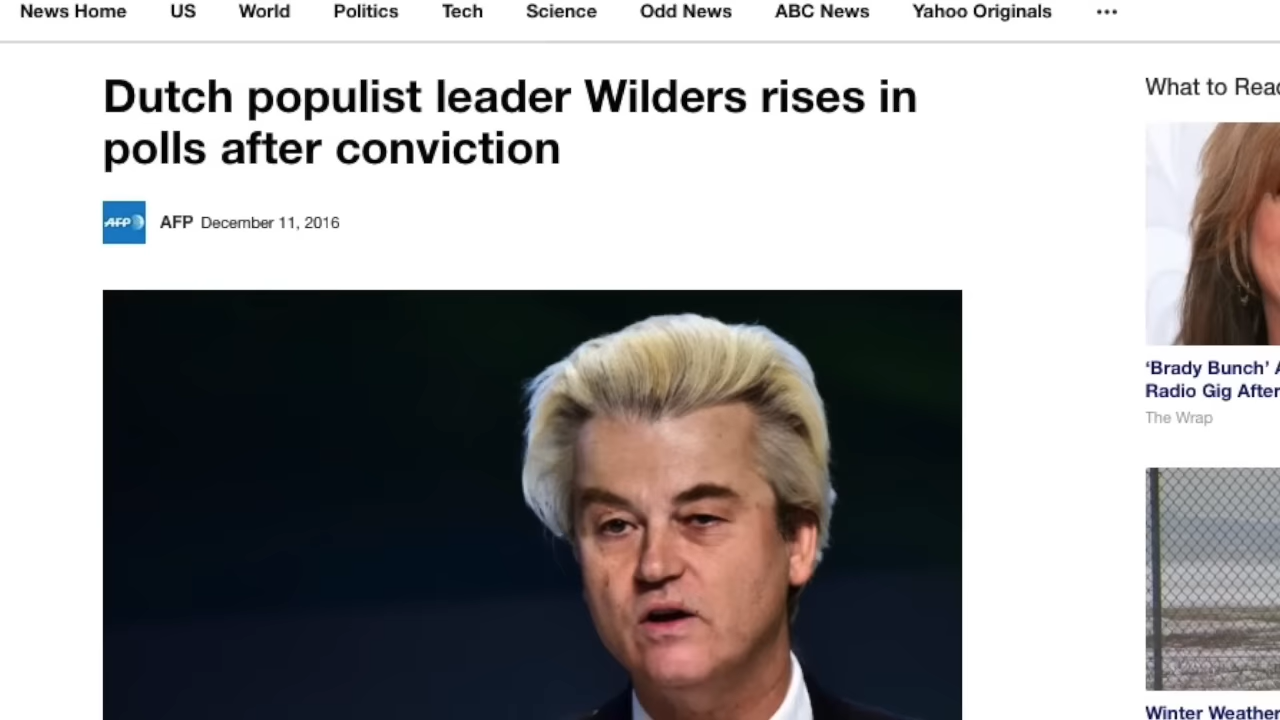 News Home US World Politics Tech Science Odd News ABC News Yahoo Originals •••
Dutch populist leader Wilders rises in
polls after conviction
AFP AFP December 11, 2016
What to
‘Brady Bunch’
Radio Gig After
The Wrap
Winter Weather